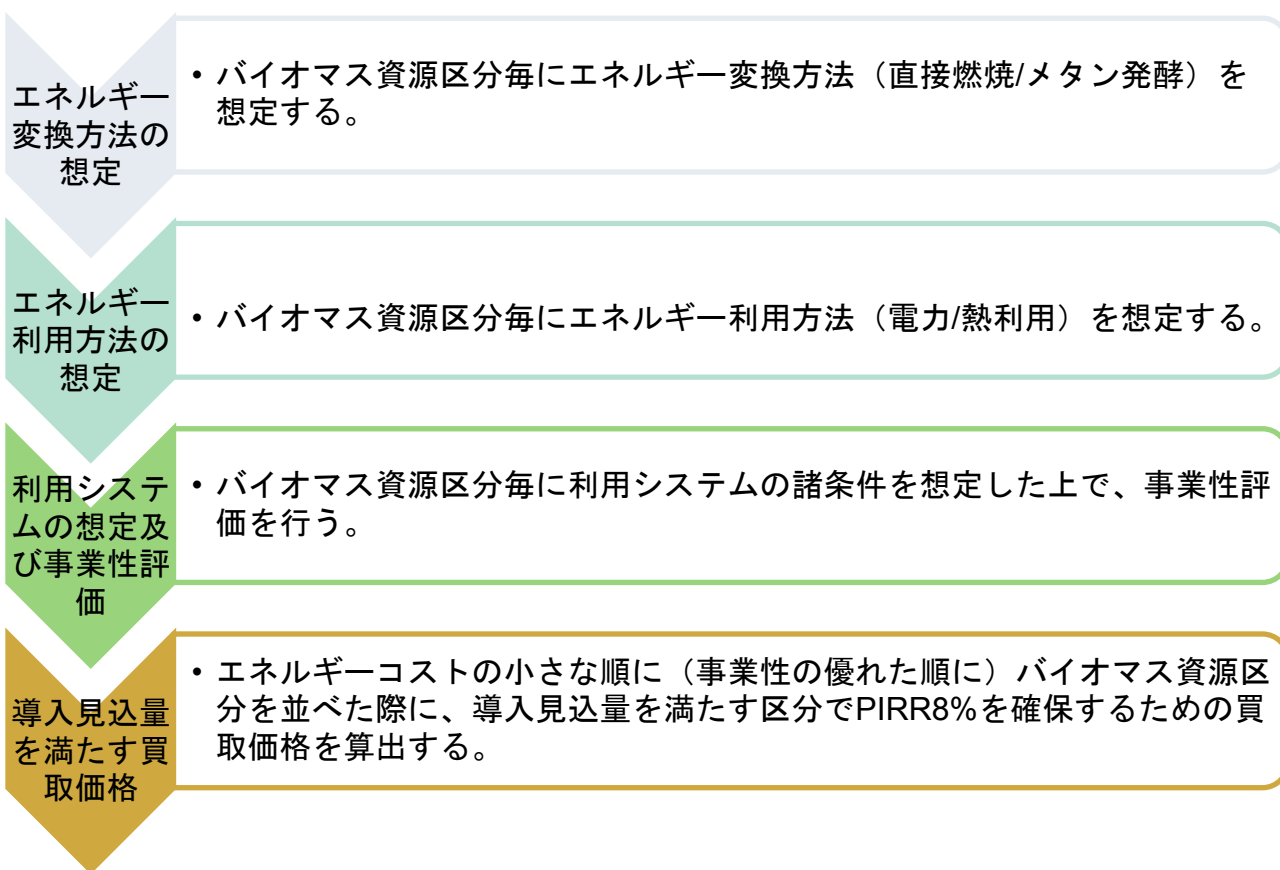 エネルギー
変換方法の
想定
• バイオマス資源区分毎にエネルギー変換方法（直接燃焼/メタン発酵）を
想定する。
エネルギー
利用方法の
想定
• バイオマス資源区分毎にエネルギー利用方法（電力/熱利用）を想定する。
利用システ
ムの想定及
び事業性評
価
• バイオマス資源区分毎に利用システムの諸条件を想定した上で、事業性評
価を行う。
導入見込量
を満たす買
取価格
• エネルギーコストの小さな順に（事業性の優れた順に）バイオマス資源区
分を並べた際に、導入見込量を満たす区分でPIRR8%を確保するための買
取価格を算出する。